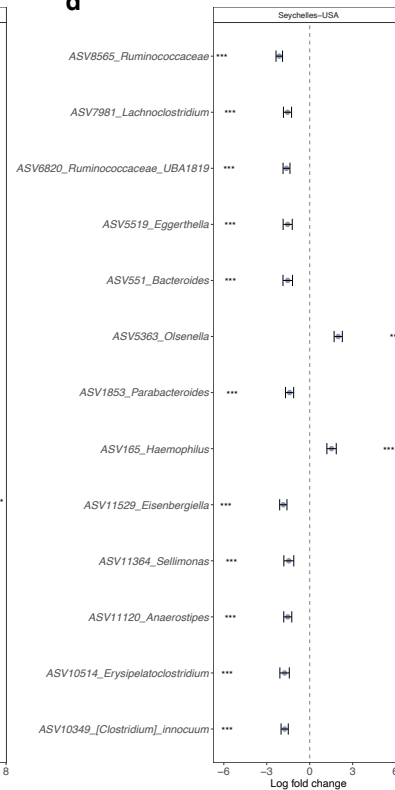 d
Seychelles–USA
ASV8565_Ruminococcaceae ***
ASV7981_Lachnoclostridium ***
ASV6820_Ruminococcaceae_UBA1819 ***
ASV5519_Eggerthella ***
ASV551_Bacteroides ***
ASV5363_Olsenella **
ASV1853_Parabacteroides ***
ASV165_Haemophilus ***
*
ASV11529_Eisenbergiella ***
ASV11364_Sellimonas ***
ASV11120_Anaerostipes ***
ASV10514_Erysipelatoclostridium ***
ASV10349_[Clostridium]_innocuum ***
8 −6 −3 0 3 6
Log fold change